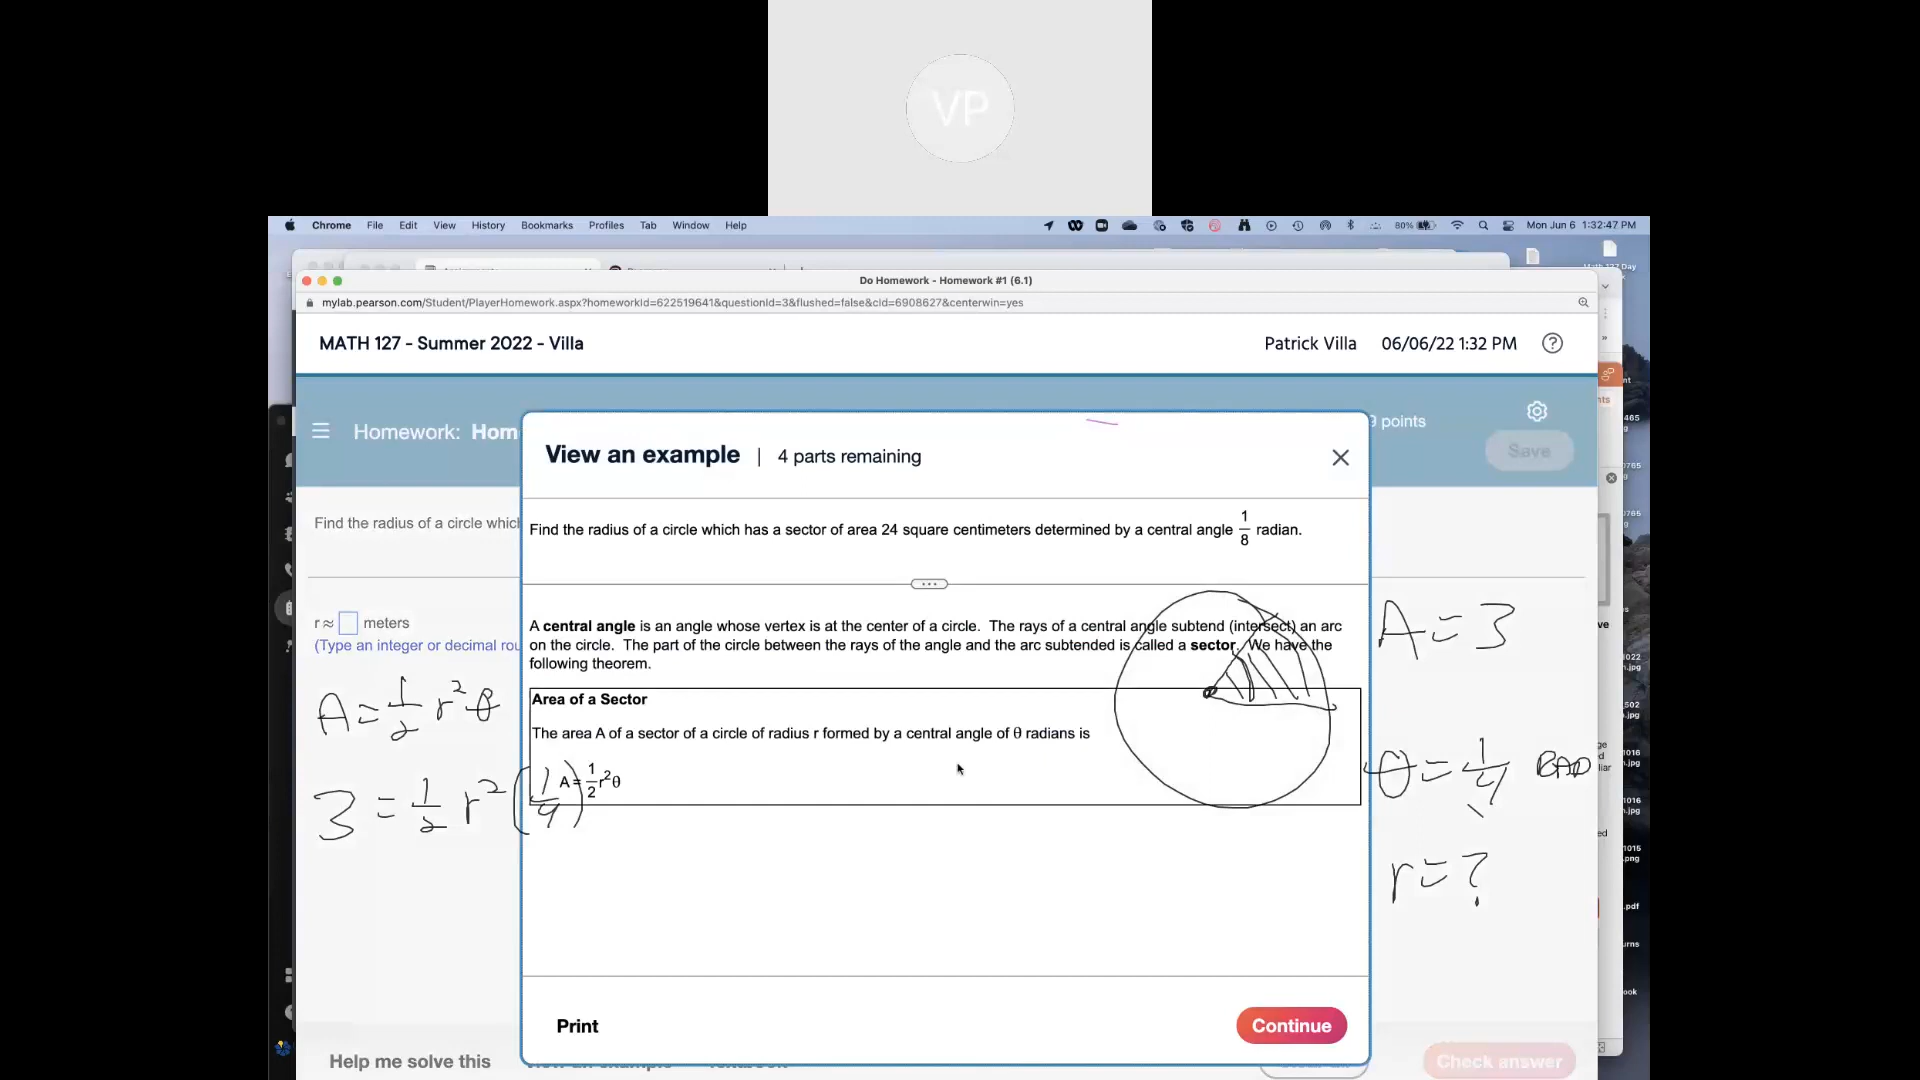 VP
Chrome File Edit View History Bookmarks Profiles Tab Window Help 80% Mon Jun 6 1:32:47 PM
Do Homework - Homework #1 (6.1)
mylab.pearson.com/Student/PlayerHomework.aspx?homeworkId=622519641&questionId=3&flushed=false&cid=6908627&centerwin=yes
MATH 127 - Summer 2022 - Villa Patrick Villa 06/06/22 1:32 PM ?
Homework: Hom 9 points
Save
View an example | 4 parts remaining
Find the radius of a circle whic
Find the radius of a circle which has a sector of area 24 square centimeters determined by a central angle 1/8 radian.
r ≈ meters
(Type an integer or decimal rou
A central angle is an angle whose vertex is at the center of a circle. The rays of a central angle subtend (intersect) an arc
on the circle. The part of the circle between the rays of the angle and the arc subtended is called a sector. We have the
following theorem.
Area of a Sector
The area A of a sector of a circle of radius r formed by a central angle of θ radians is
A = 1/2 r²θ
A = 1/2 r² θ
3 = 1/2 r² (1/4)
A = 3
θ = 1/4 RAD
r = ?
Print Continue
Help me solve this Check answer